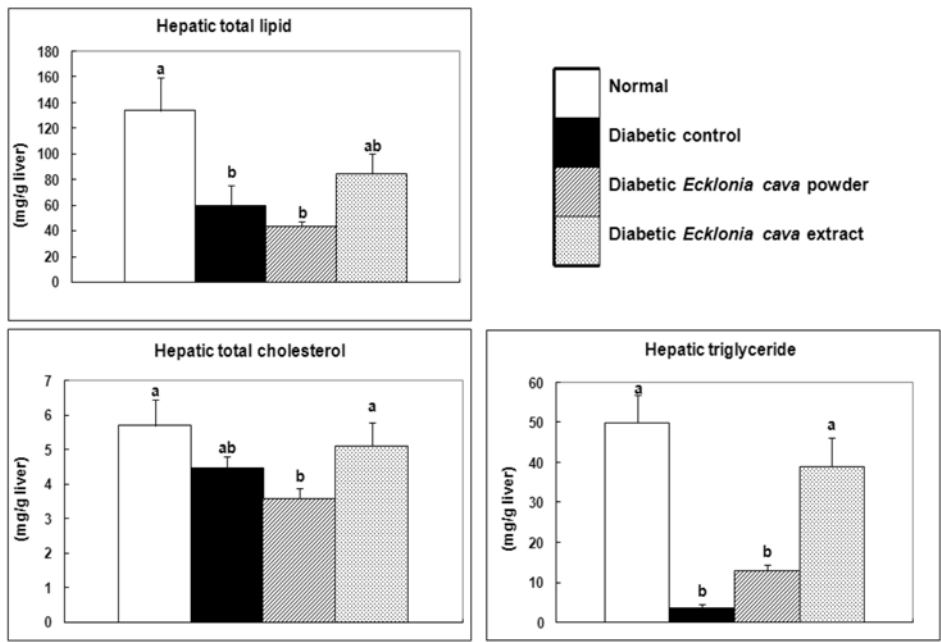 Hepatic total lipid
180
160
140
120
100
80
60
40
20
0
(mg/g liver)
a
b
b
ab
Normal
Diabetic control
Diabetic Ecklonia cava powder
Diabetic Ecklonia cava extract
Hepatic total cholesterol
7
6
5
4
3
2
1
0
(mg/g liver)
a
ab
b
a
Hepatic triglyceride
60
50
40
30
20
10
0
(mg/g liver)
a
b
b
a